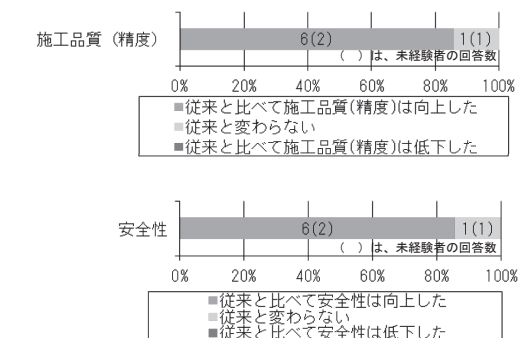 施工品質（精度）
6(2)
1(1)
（ ）は、未経験者の回答数
0% 20% 40% 60% 80% 100%
■従来と比べて施工品質(精度)は向上した
■従来と変わらない
■従来と比べて施工品質(精度)は低下した
安全性
6(2)
1(1)
（ ）は、未経験者の回答数
0% 20% 40% 60% 80% 100%
■従来と比べて安全性は向上した
■従来と変わらない
■従来と比べて安全性は低下した